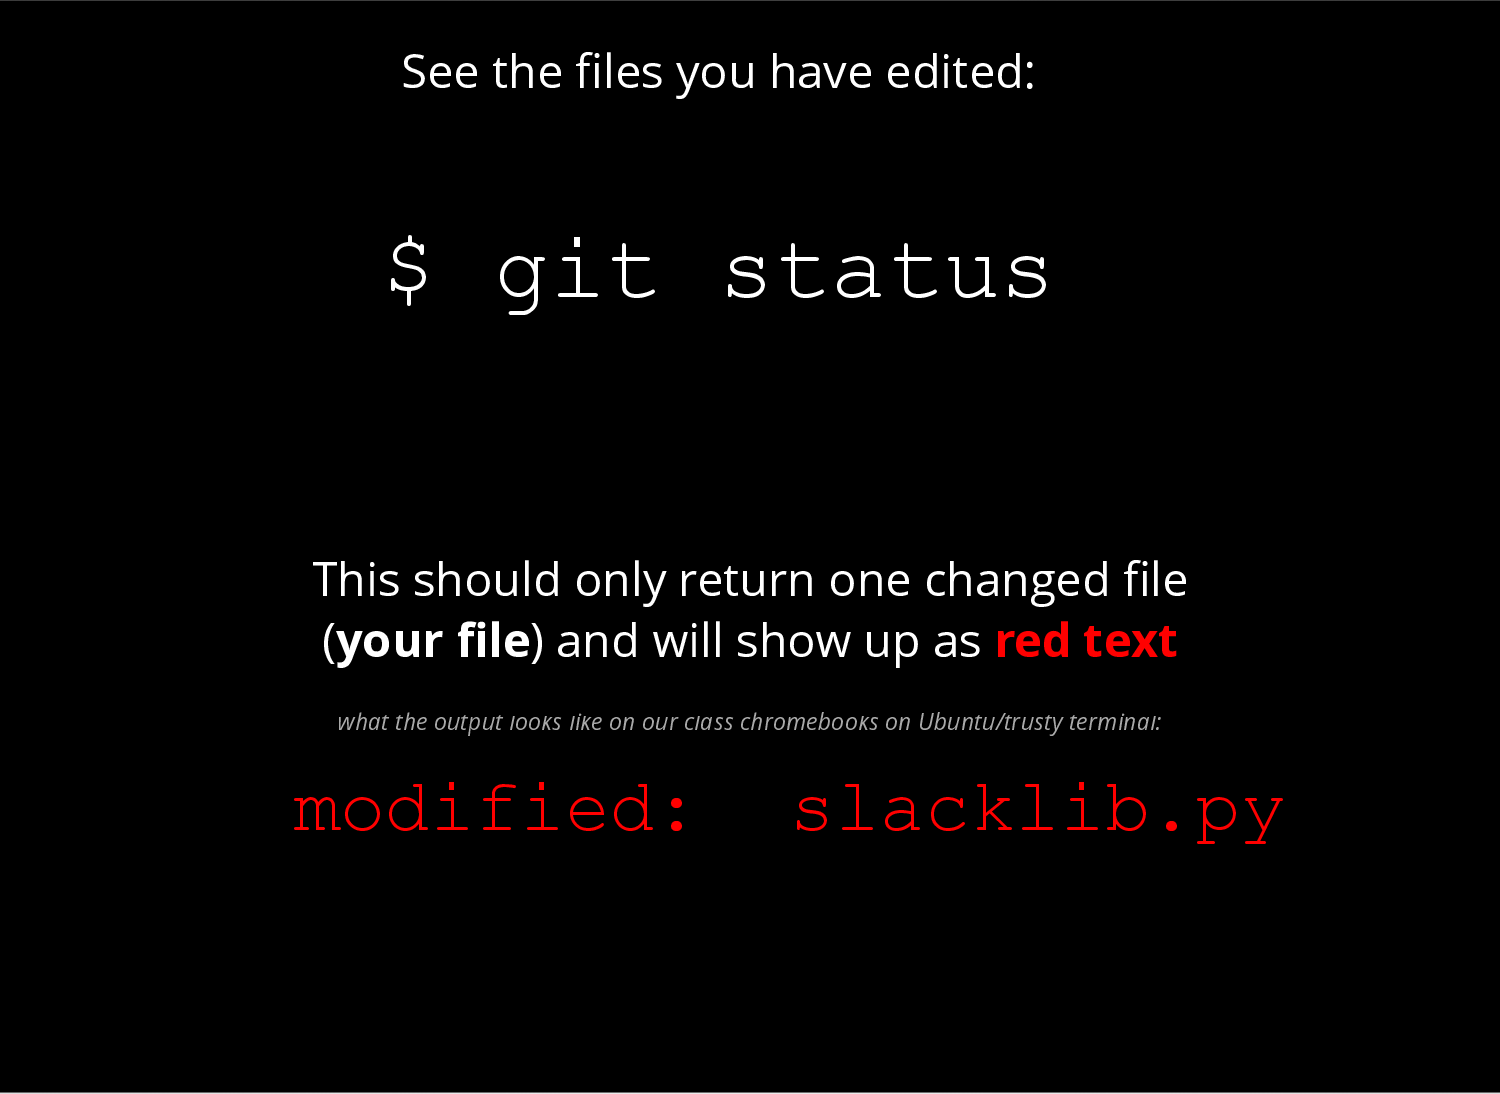 See the files you have edited:
$ git status
This should only return one changed file
(your file) and will show up as red text
what the output looks like on our class chromebooks on Ubuntu/trusty terminal:
modified:  slacklib.py